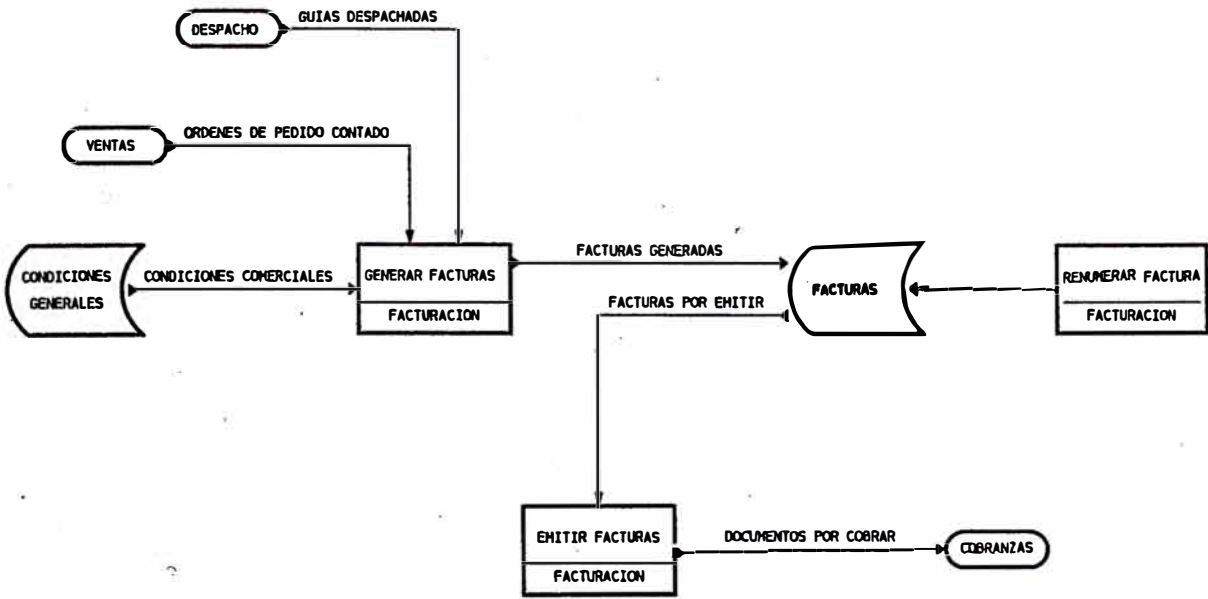 GUIAS DESPACHADAS
DESPACHO
ORDENES DE PEDIDO CONTADO
VENTAS
CONDICIONES
GENERALES
CONDICIONES COMERCIALES
GENERAR FACTURAS
FACTURACION
FACTURAS GENERADAS
FACTURAS POR EMITIR
FACTURAS
RENUMERAR FACTURA
FACTURACION
EMITIR FACTURAS
FACTURACION
DOCUMENTOS POR COBRAR
COBRANZAS